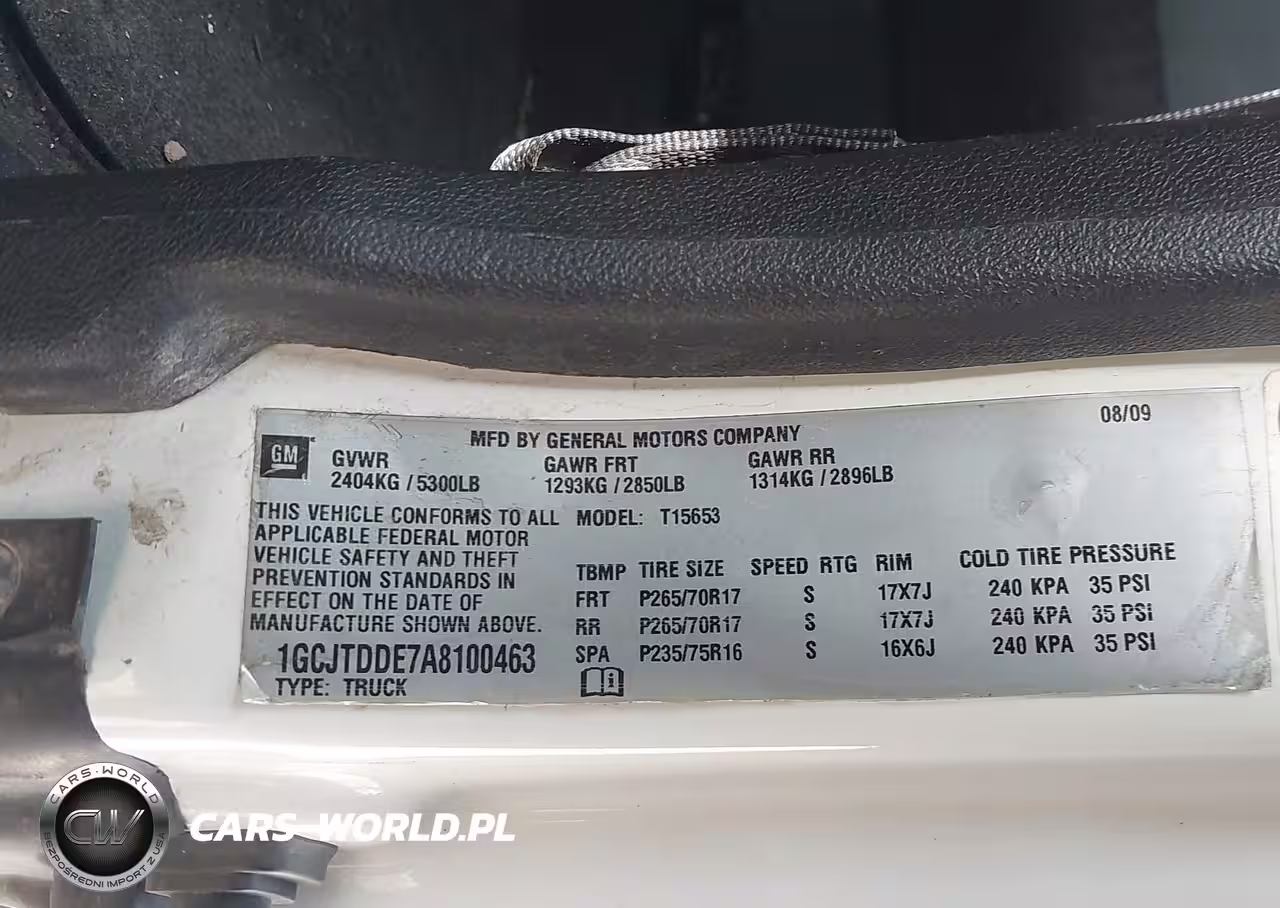 08/09
MFD BY GENERAL MOTORS COMPANY
GM
GVWR GAWR FRT GAWR RR
2404KG / 5300LB 1293KG / 2850LB 1314KG / 2896LB
THIS VEHICLE CONFORMS TO ALL MODEL: T15653
APPLICABLE FEDERAL MOTOR
VEHICLE SAFETY AND THEFT
PREVENTION STANDARDS IN
EFFECT ON THE DATE OF
MANUFACTURE SHOWN ABOVE.
1GCJTDDE7A8100463
TYPE: TRUCK
TBMP TIRE SIZE SPEED RTG RIM COLD TIRE PRESSURE
FRT P265/70R17 S 17X7J 240 KPA 35 PSI
RR P265/70R17 S 17X7J 240 KPA 35 PSI
SPA P235/75R16 S 16X6J 240 KPA 35 PSI
CARS-WORLD
CW
BEZPOŚREDNI IMPORT Z USA
CARS-WORLD.PL